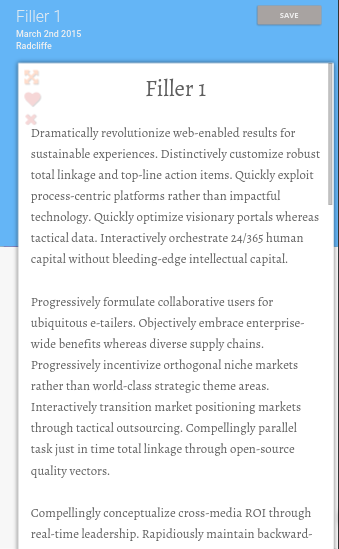 Filler 1
SAVE
March 2nd 2015
Radcliffe
Filler 1
Dramatically revolutionize web-enabled results for
sustainable experiences. Distinctively customize robust
total linkage and top-line action items. Quickly exploit
process-centric platforms rather than impactful
technology. Quickly optimize visionary portals whereas
tactical data. Interactively orchestrate 24/365 human
capital without bleeding-edge intellectual capital.
Progressively formulate collaborative users for
ubiquitous e-tailers. Objectively embrace enterprise-
wide benefits whereas diverse supply chains.
Progressively incentivize orthogonal niche markets
rather than world-class strategic theme areas.
Interactively transition market positioning markets
through tactical outsourcing. Compellingly parallel
task just in time total linkage through open-source
quality vectors.
Compellingly conceptualize cross-media ROI through
real-time leadership. Rapidiously maintain backward-